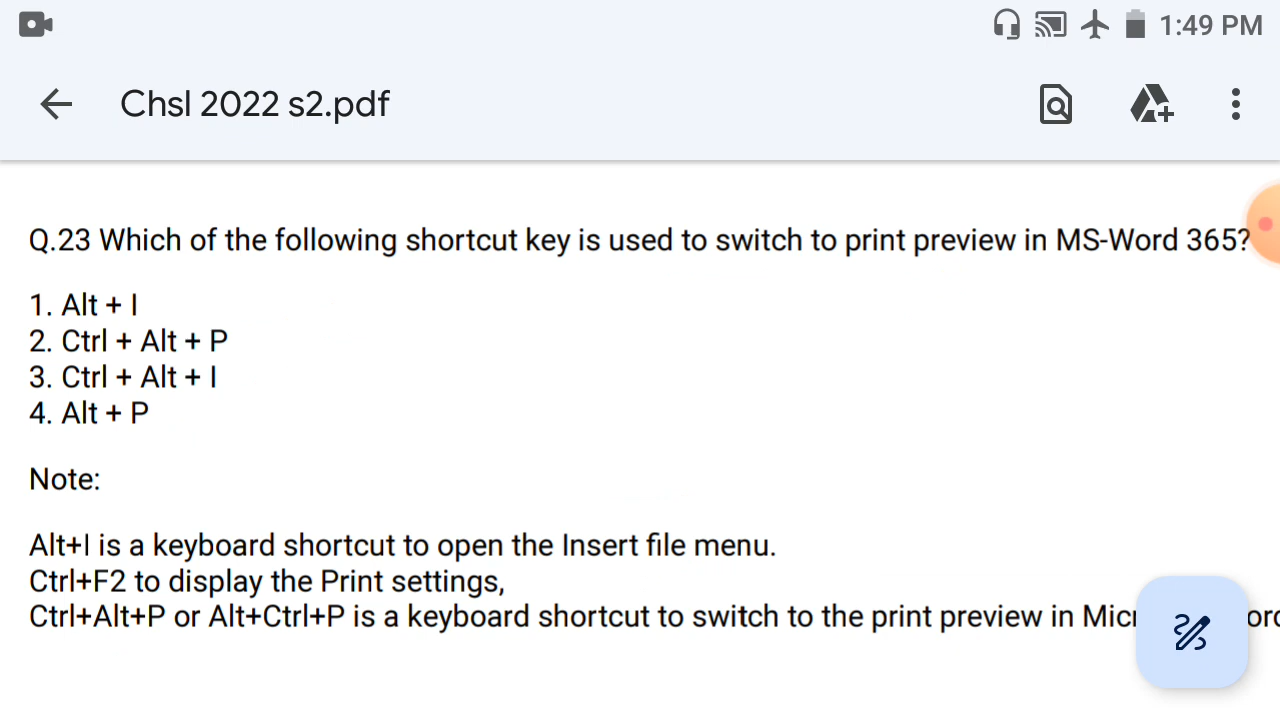 1:49 PM
Chsl 2022 s2.pdf
Q.23 Which of the following shortcut key is used to switch to print preview in MS-Word 365?
1. Alt + I
2. Ctrl + Alt + P
3. Ctrl + Alt + I
4. Alt + P
Note:
Alt+I is a keyboard shortcut to open the Insert file menu.
Ctrl+F2 to display the Print settings,
Ctrl+Alt+P or Alt+Ctrl+P is a keyboard shortcut to switch to the print preview in